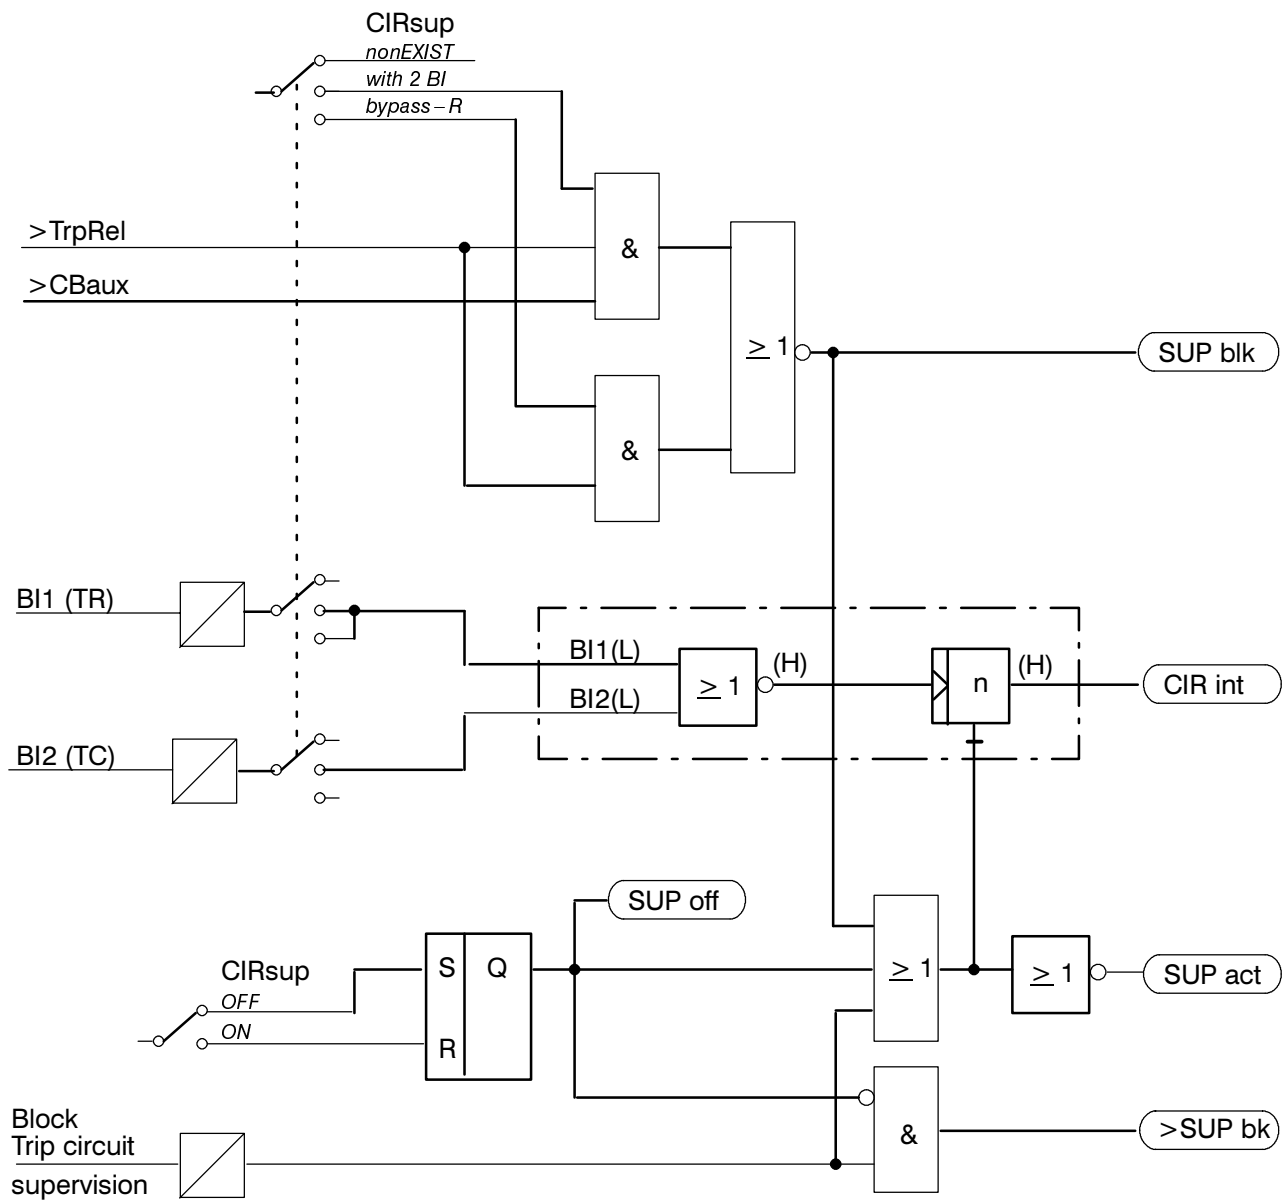 CIRsup
nonEXIST
with 2 BI
bypass – R
>TrpRel
&
>CBaux
≥ 1
SUP blk
&
BI1 (TR)
BI1(L)
≥ 1
(H)
n
(H)
CIR int
BI2(L)
BI2 (TC)
SUP off
CIRsup
OFF
ON
S
Q
R
≥ 1
≥ 1
SUP act
Block
Trip circuit
supervision
&
>SUP bk